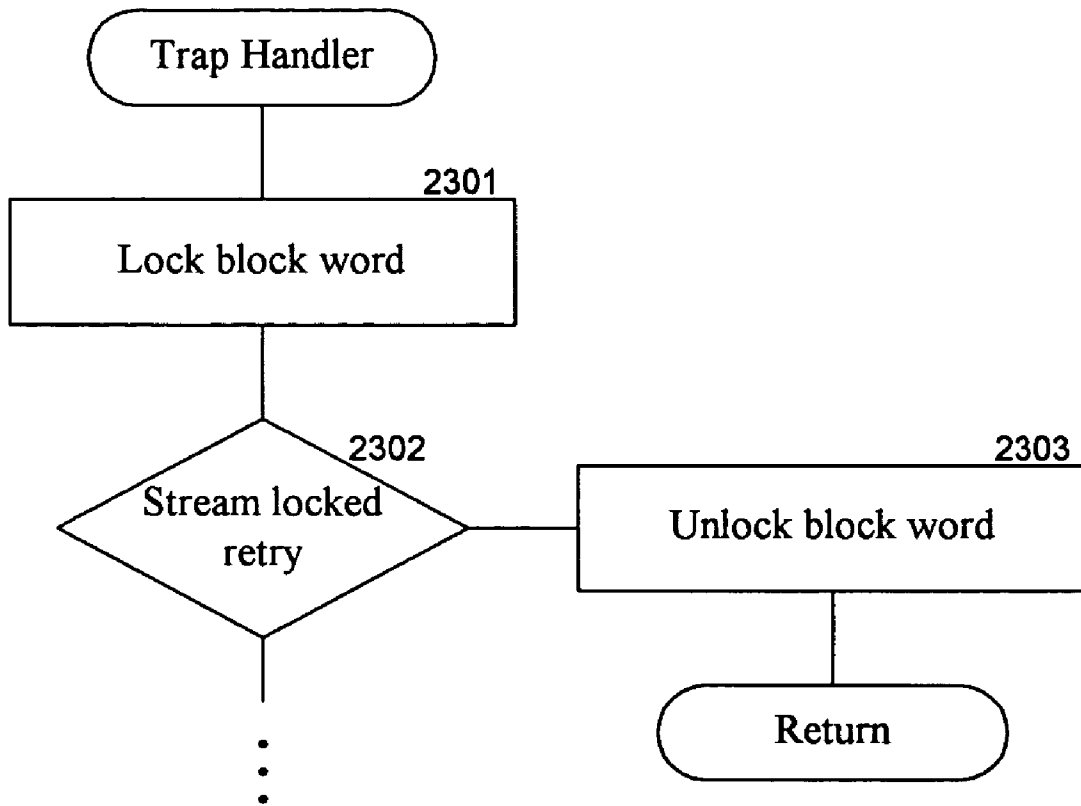 Trap Handler
2301
Lock block word
2302
Stream locked
retry
2303
Unlock block word
Return